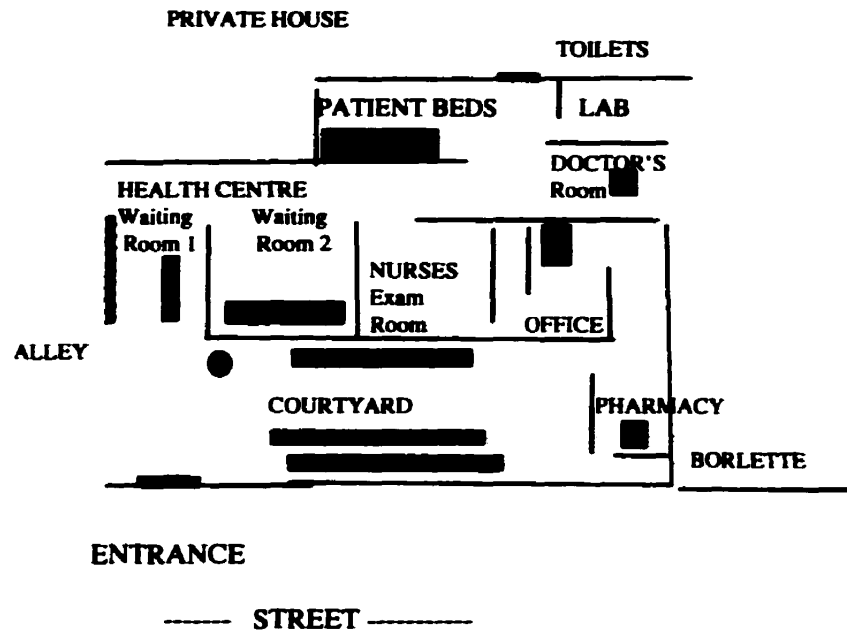 PRIVATE HOUSE
TOILETS
PATIENT BEDS
LAB
DOCTOR'S
Room
HEALTH CENTRE
Waiting
Room 1
Waiting
Room 2
NURSES
Exam
Room
OFFICE
ALLEY
COURTYARD
PHARMACY
BORLETTE
ENTRANCE
------ STREET ------------